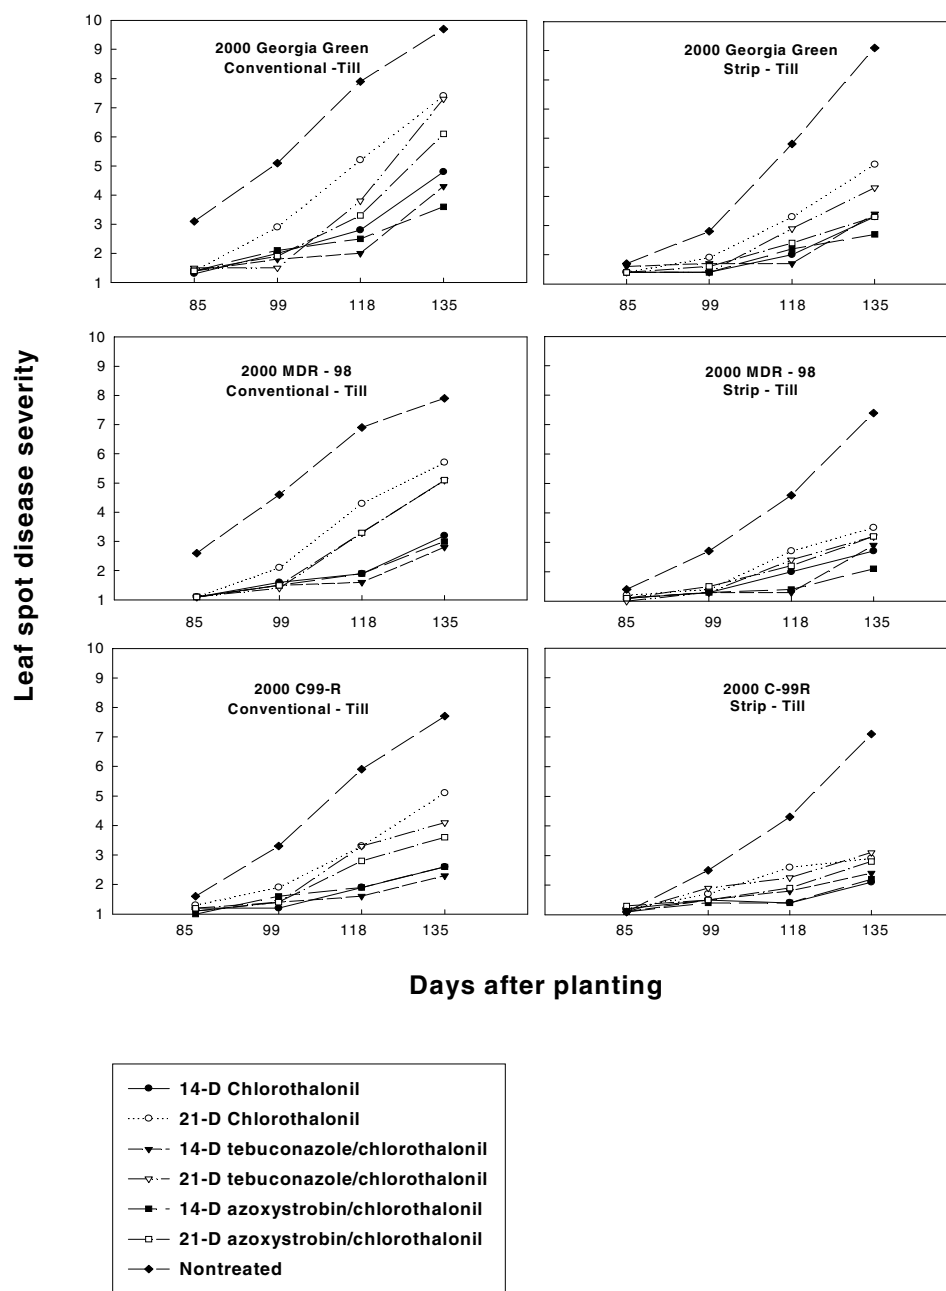 10
9
8
7
6
5
4
3
2
1
2000 Georgia Green
Conventional -Till
85 99 118 135
2000 Georgia Green
Strip - Till
85 99 118 135
10
9
8
7
6
5
4
3
2
1
2000 MDR - 98
Conventional - Till
85 99 118 135
2000 MDR - 98
Strip - Till
85 99 118 135
10
9
8
7
6
5
4
3
2
1
2000 C99-R
Conventional - Till
85 99 118 135
2000 C-99R
Strip - Till
85 99 118 135
Leaf spot disease severity
Days after planting
14-D Chlorothalonil
21-D Chlorothalonil
14-D tebuconazole/chlorothalonil
21-D tebuconazole/chlorothalonil
14-D azoxystrobin/chlorothalonil
21-D azoxystrobin/chlorothalonil
Nontreated